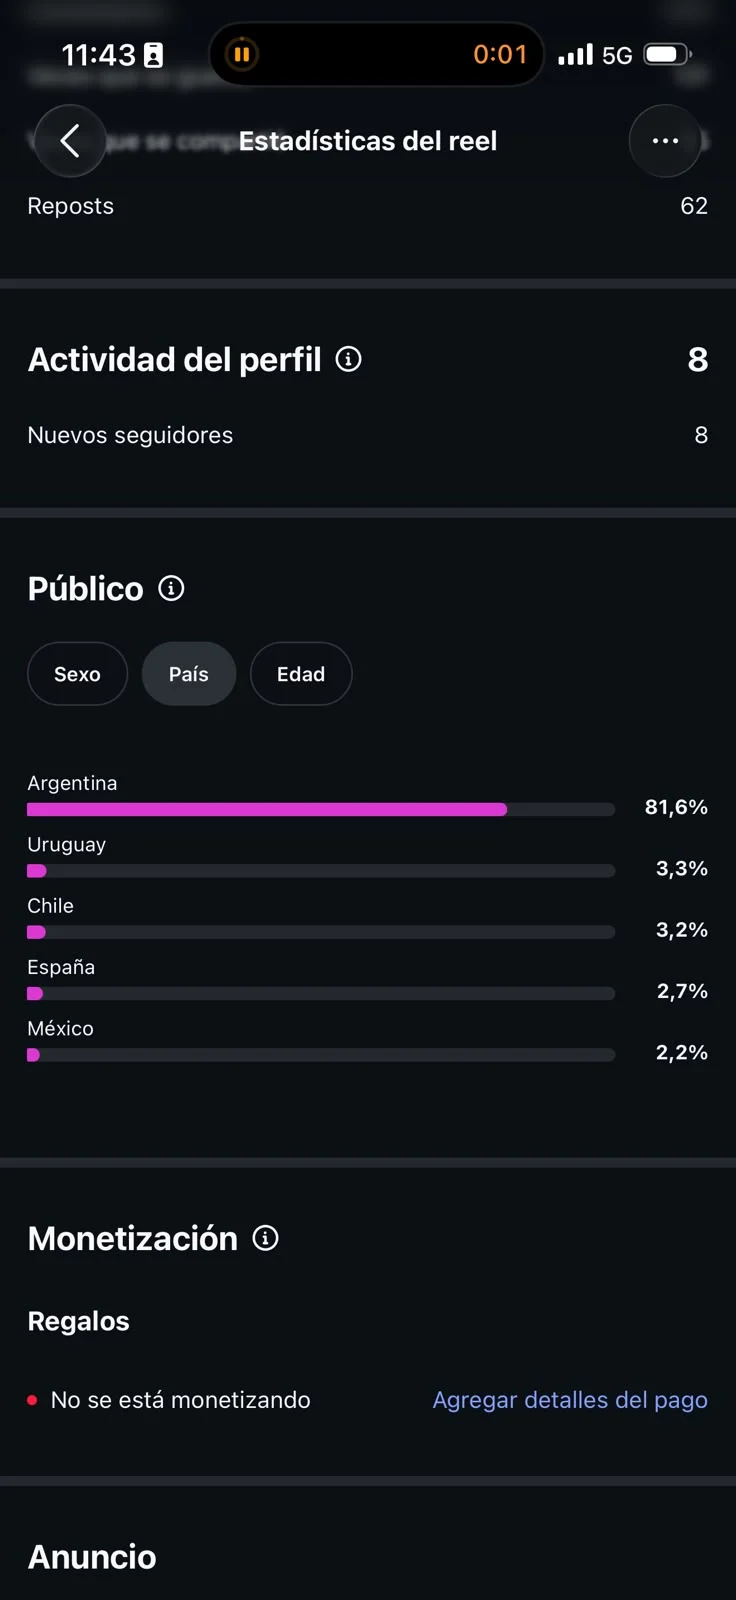 11:43
0:01
5G
Estadísticas del reel
Reposts 62
Actividad del perfil 8
Nuevos seguidores 8
Público
Sexo País Edad
Argentina
81,6%
Uruguay
3,3%
Chile
3,2%
España
2,7%
México
2,2%
Monetización
Regalos
No se está monetizando Agregar detalles del pago
Anuncio